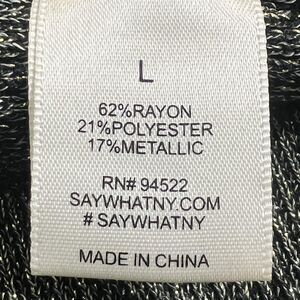 L
62%RAYON
21%POLYESTER
17%METALLIC
RN# 94522
SAYWHATNY.COM
# SAYWHATNY
MADE IN CHINA